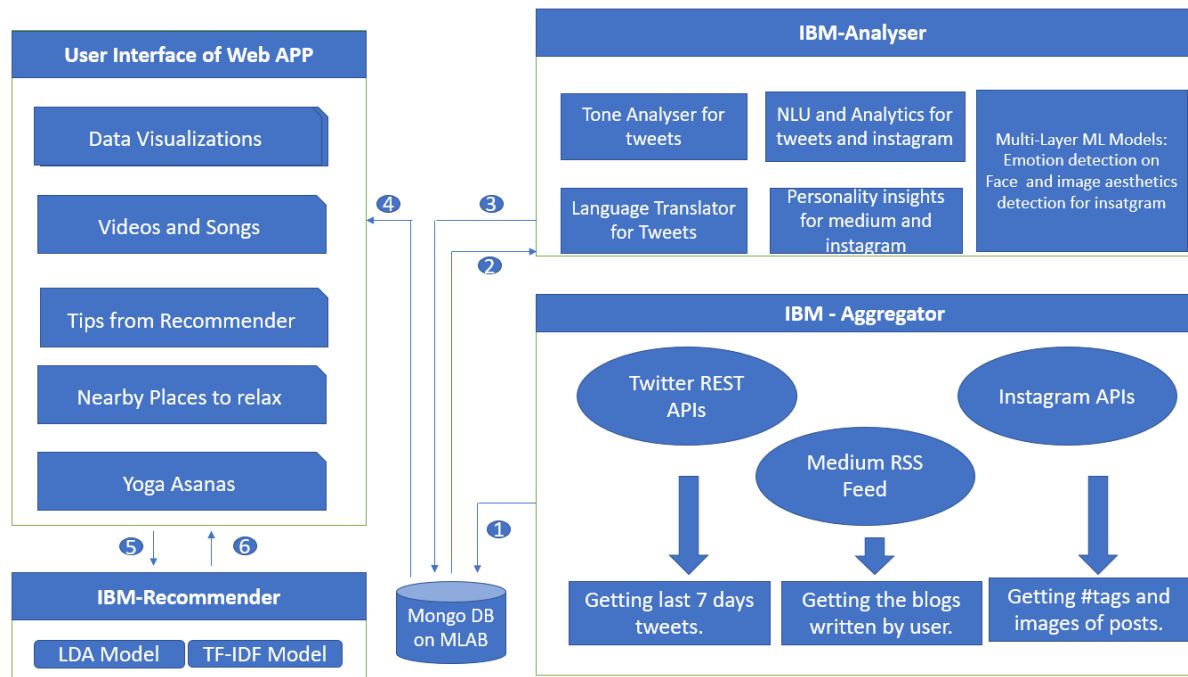 User Interface of Web APP
Data Visualizations
Videos and Songs
Tips from Recommender
Nearby Places to relax
Yoga Asanas
5
6
IBM-Recommender
LDA Model
TF-IDF Model
4
3
2
1
Mongo DB
on MLAB
IBM-Analyser
Tone Analyser for
tweets
NLU and Analytics for
tweets and instagram
Multi-Layer ML Models:
Emotion detection on
Face and image aesthetics
detection for insatgram
Language Translator
for Tweets
Personality insights
for medium and
instagram
IBM - Aggregator
Twitter REST
APIs
Medium RSS
Feed
Instagram APIs
Getting last 7 days
tweets.
Getting the blogs
written by user.
Getting #tags and
images of posts.